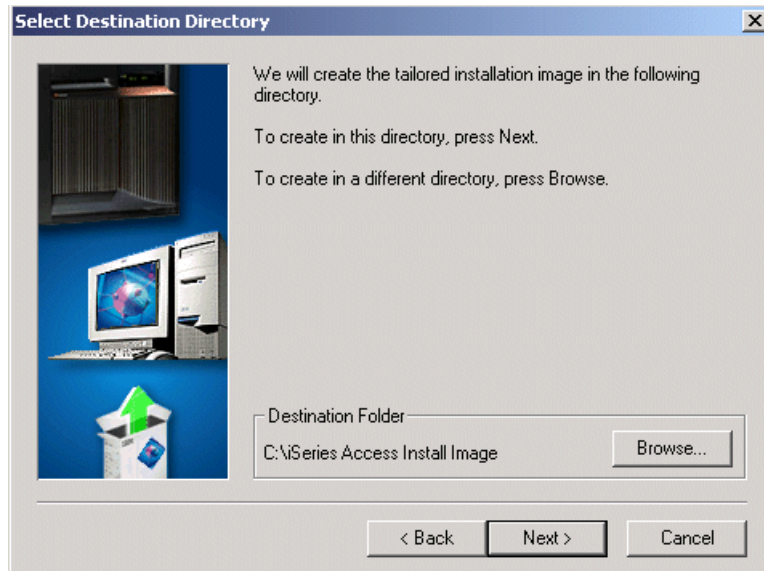 Select Destination Directory
We will create the tailored installation image in the following
directory.
To create in this directory, press Next.
To create in a different directory, press Browse.
Destination Folder
C:\iSeries Access Install Image
Browse...
< Back
Next >
Cancel